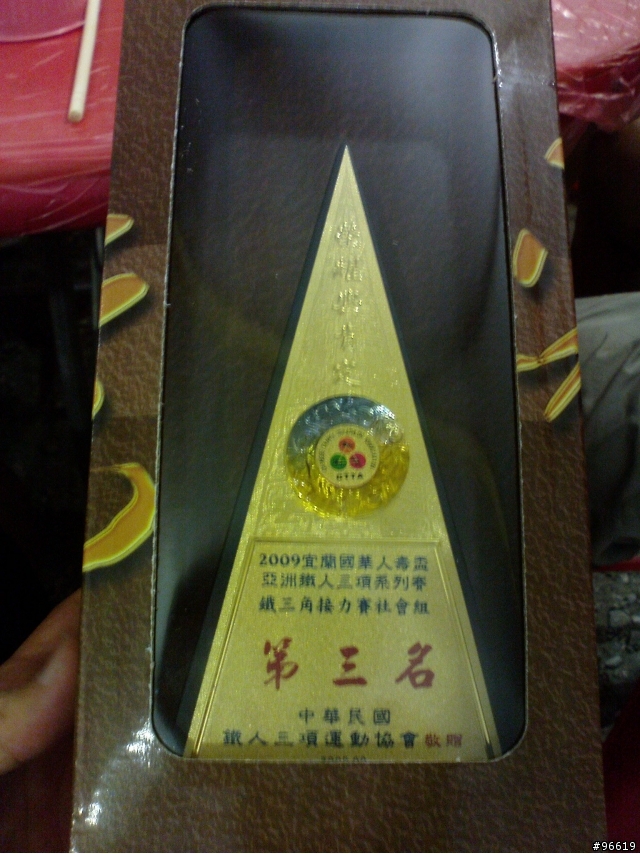 CTTA
2009宜蘭國華人壽盃
亞洲鐵人三項系列賽
鐵三角接力賽社會組
第三名
中華民國
鐵人三項運動協會 敬贈
#96619